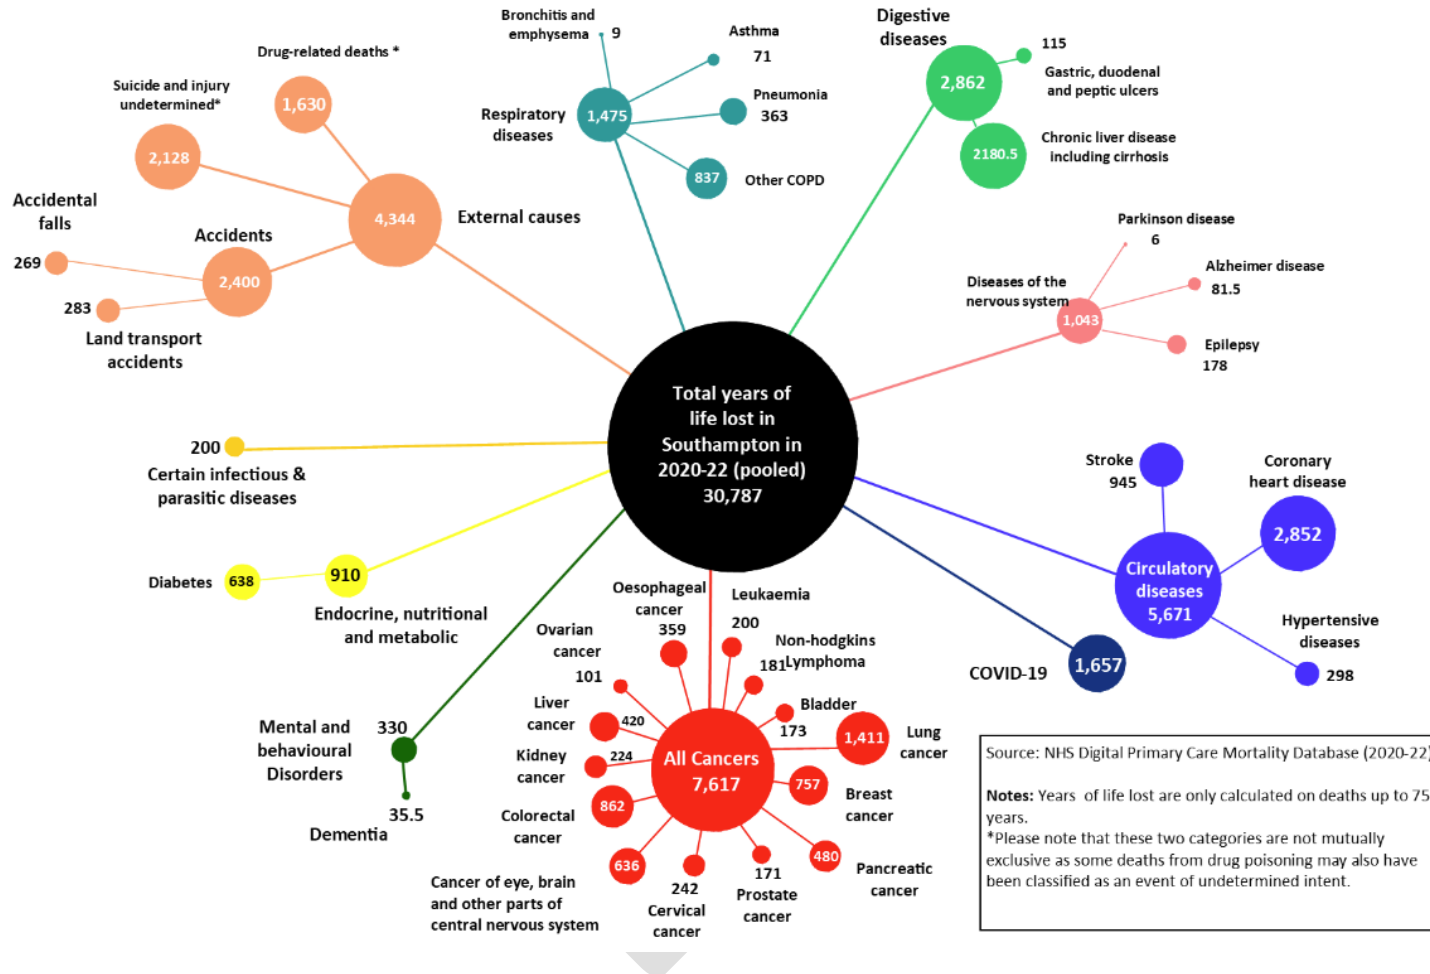 Bronchitis and
emphysema
9
Asthma
71
Pneumonia
363
Respiratory
diseases
1,475
837
Other COPD
Digestive
diseases
2,862
115
Gastric, duodenal
and peptic ulcers
2180.5
Chronic liver disease
including cirrhosis
Drug-related deaths *
1,630
Suicide and injury
undetermined*
2,128
4,344
External causes
Accidental
falls
269
Accidents
2,400
283
Land transport
accidents
Parkinson disease
6
Alzheimer disease
81.5
Diseases of the
nervous system
1,043
Epilepsy
178
Total years of
life lost in
Southampton in
2020-22 (pooled)
30,787
200
Certain infectious &
parasitic diseases
Diabetes
638
910
Endocrine, nutritional
and metabolic
Stroke
945
Coronary
heart disease
2,852
Circulatory
diseases
5,671
Hypertensive
diseases
298
COVID-19
1,657
Mental and
behavioural
Disorders
330
35.5
Dementia
Oesophageal
cancer
359
Leukaemia
200
Ovarian
cancer
101
Non-hodgkins
Lymphoma
181
Liver
cancer
420
Bladder
173
Kidney
cancer
224
All Cancers
7,617
1,411
Lung
cancer
757
Breast
cancer
Colorectal
cancer
862
636
Cancer of eye, brain
and other parts of
central nervous system
242
Cervical
cancer
171
Prostate
cancer
480
Pancreatic
cancer
Source: NHS Digital Primary Care Mortality Database (2020-22)
Notes: Years of life lost are only calculated on deaths up to 75
years.
*Please note that these two categories are not mutually
exclusive as some deaths from drug poisoning may also have
been classified as an event of undetermined intent.